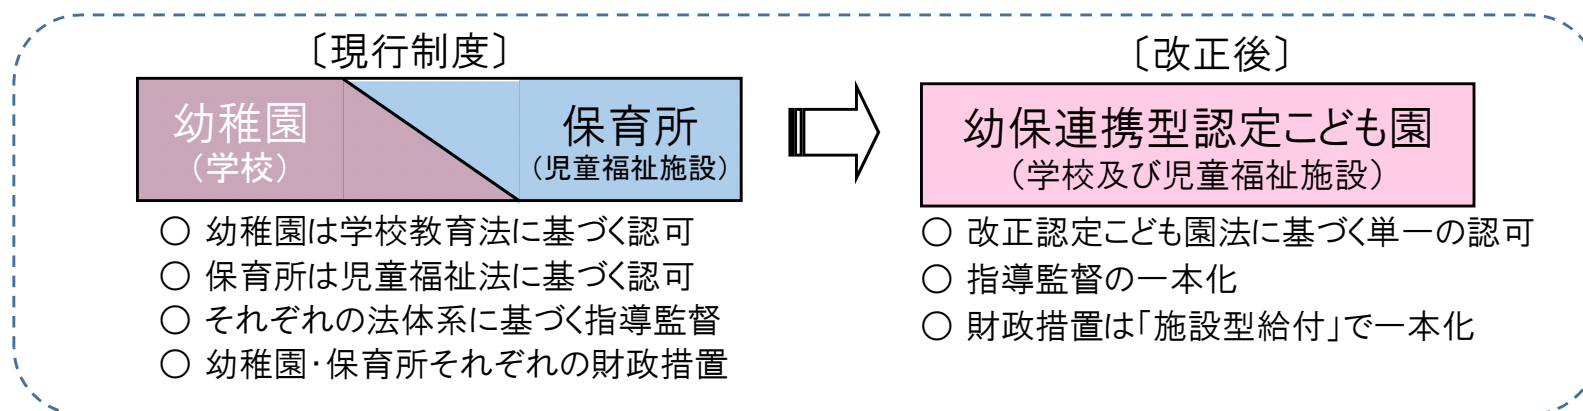 〔現行制度〕
幼稚園
（学校）
保育所
（児童福祉施設）
○ 幼稚園は学校教育法に基づく認可
○ 保育所は児童福祉法に基づく認可
○ それぞれの法体系に基づく指導監督
○ 幼稚園・保育所それぞれの財政措置
〔改正後〕
幼保連携型認定こども園
（学校及び児童福祉施設）
○ 改正認定こども園法に基づく単一の認可
○ 指導監督の一本化
○ 財政措置は「施設型給付」で一本化